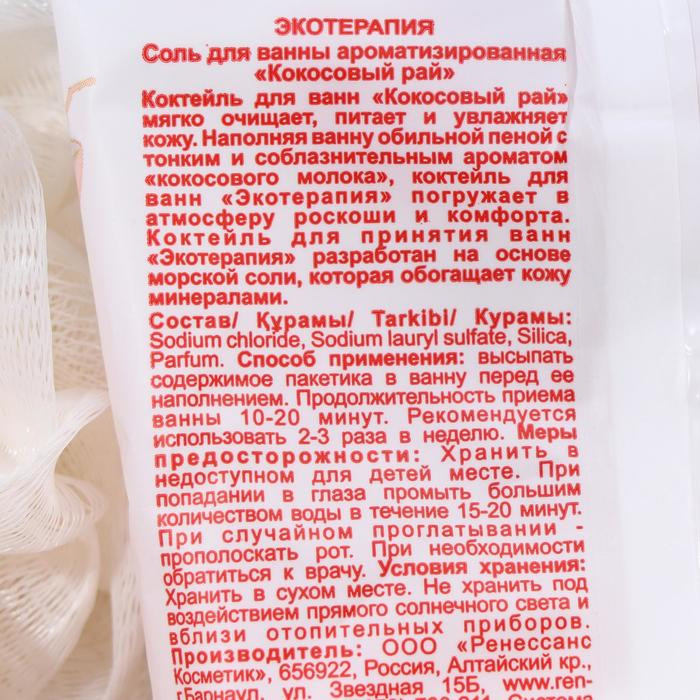 ЭКОТЕРАПИЯ
Соль для ванны ароматизированная
«Кокосовый рай»
Коктейль для ванн «Кокосовый рай»
мягко очищает, питает и увлажняет
кожу. Наполняя ванну обильной пеной с
тонким и соблазнительным ароматом
«кокосового молока», коктейль для
ванн «Экотерапия» погружает в
атмосферу роскоши и комфорта.
Коктейль для принятия ванн
«Экотерапия» разработан на основе
морской соли, которая обогащает кожу
минералами.
Состав/ Құрамы/ Tarkibi/ Курамы:
Sodium chloride, Sodium lauryl sulfate, Silica,
Parfum. Способ применения: высыпать
содержимое пакетика в ванну перед ее
наполнением. Продолжительность приема
ванны 10-20 минут. Рекомендуется
использовать 2-3 раза в неделю. Меры
предосторожности: Хранить в
недоступном для детей месте. При
попадании в глаза промыть большим
количеством воды в течение 15-20 минут.
При случайном проглатывании -
прополоскать рот. При необходимости
обратиться к врачу. Условия хранения:
Хранить в сухом месте. Не хранить под
воздействием прямого солнечного света и
вблизи отопительных приборов.
Производитель: ООО «Ренессанс
Косметик», 656922, Россия, Алтайский кр.,
г.Барнаул, ул. Звездная 15Б, www.ren-